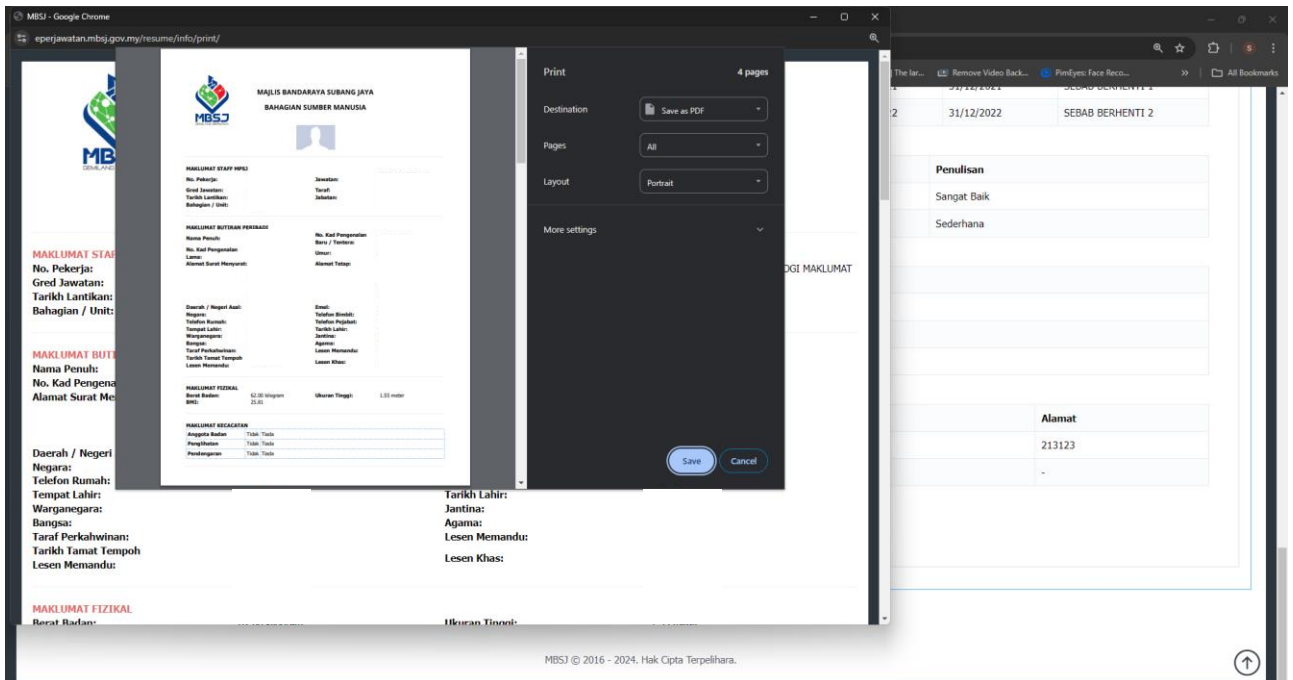 MBSJ - Google Chrome
eperjawatan.mbsj.gov.my/resume/info/print/
The lar...
Remove Video Back...
PimEyes: Face Reco...
»
All Bookmarks
S
MAJLIS BANDARAYA SUBANG JAYA
BAHAGIAN SUMBER MANUSIA
MBSJ
MAKLUMAT STAFF MPSJ
No. Pekerja: Jawatan:
Gred Jawatan: Taraf:
Tarikh Lantikan: Jabatan:
Bahagian / Unit:
MAKLUMAT BUTIRAN PERIBADI
Nama Penuh: No. Kad Pengenalan
Baru / Tentera:
No. Kad Pengenalan
Lama: Umur:
Alamat Surat Menyurat: Alamat Tetap:
Daerah / Negeri Asal: Emel:
Negara: Telefon Bimbit:
Telefon Rumah: Telefon Pejabat:
Tempat Lahir: Tarikh Lahir:
Warganegara: Jantina:
Bangsa: Agama:
Taraf Perkahwinan: Lesen Memandu:
Tarikh Tamat Tempoh
Lesen Memandu: Lesen Khas:
MAKLUMAT FIZIKAL
Berat Badan: 62.00 kilogram Ukuran Tinggi: 1.55 meter
BMI: 25.81
MAKLUMAT KECACATAN
Anggota Badan Tidak Tiada
Penglihatan Tidak Tiada
Pendengaran Tidak Tiada
Print 4 pages
Destination Save as PDF
Pages All
Layout Portrait
More settings
Save Cancel
MB
GEMILANG
MAKLUMAT STAF
No. Pekerja:
Gred Jawatan:
Tarikh Lantikan:
Bahagian / Unit:
OGI MAKLUMAT
MAKLUMAT BUTI
Nama Penuh:
No. Kad Pengena
Alamat Surat Me
Daerah / Negeri
Negara:
Telefon Rumah:
Tempat Lahir: Tarikh Lahir:
Warganegara: Jantina:
Bangsa: Agama:
Taraf Perkahwinan: Lesen Memandu:
Tarikh Tamat Tempoh
Lesen Memandu: Lesen Khas:
MAKLUMAT FIZIKAL
Berat Badan: Ukuran Tinggi:
31/12/2021 SEBAB BERHENTI 1
31/12/2022 SEBAB BERHENTI 2
Penulisan
Sangat Baik
Sederhana
Alamat
213123
-
MBSJ © 2016 - 2024. Hak Cipta Terpelihara.